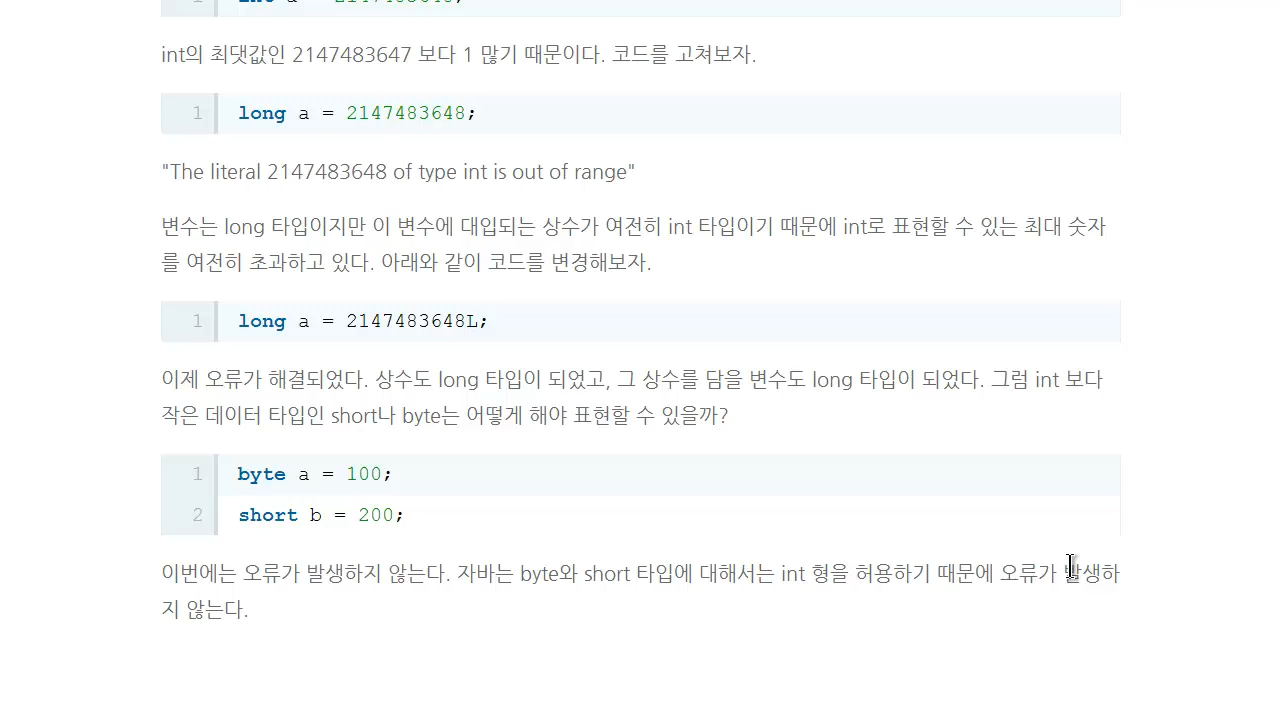 int의 최댓값인 2147483647 보다 1 많기 때문이다. 코드를 고쳐보자.
1 long a = 2147483648;
"The literal 2147483648 of type int is out of range"
변수는 long 타입이지만 이 변수에 대입되는 상수가 여전히 int 타입이기 때문에 int로 표현할 수 있는 최대 숫자
를 여전히 초과하고 있다. 아래와 같이 코드를 변경해보자.
1 long a = 2147483648L;
이제 오류가 해결되었다. 상수도 long 타입이 되었고, 그 상수를 담을 변수도 long 타입이 되었다. 그럼 int 보다
작은 데이터 타입인 short나 byte는 어떻게 해야 표현할 수 있을까?
1 byte a = 100;
2 short b = 200;
이번에는 오류가 발생하지 않는다. 자바는 byte와 short 타입에 대해서는 int 형을 허용하기 때문에 오류가 발생하
지 않는다.